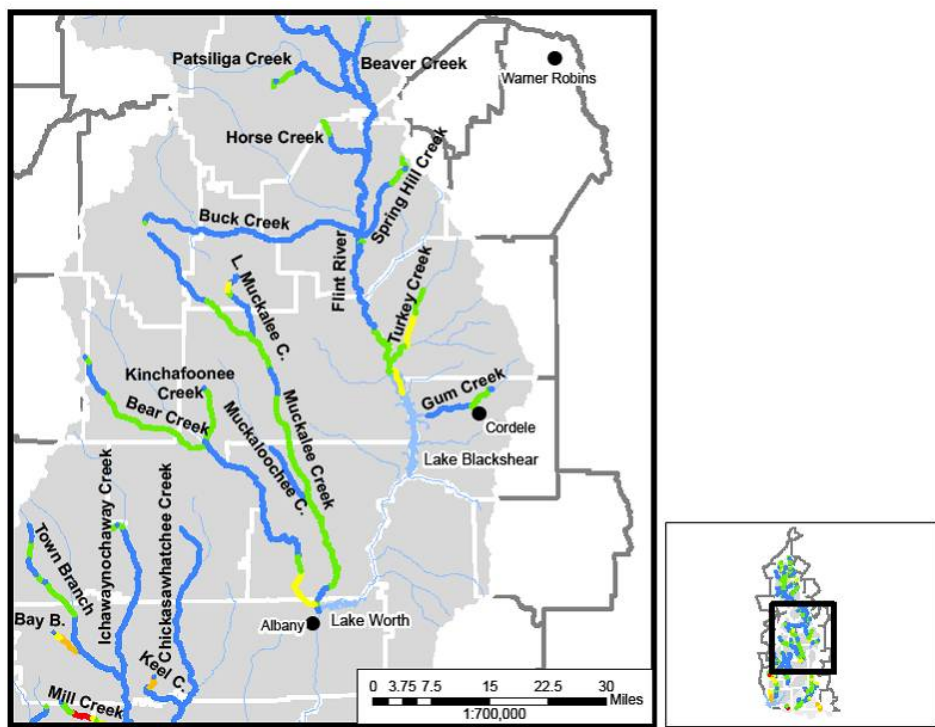 Patsiliga Creek
Beaver Creek
Warner Robins
Horse Creek
Spring Hill Creek
Buck Creek
Flint River
L. Muckalee C.
Turkey Creek
Kinchafoonee
Creek
Gum Creek
Bear Creek
Cordele
Muckaloochee C.
Muckalee Creek
Lake Blackshear
Town Branch
Ichawaynochaway Creek
Chickasawhatchee Creek
Bay B.
Albany
Lake Worth
Keel C.
Mill Creek
0 3.75 7.5 15 22.5 30
Miles
1:700,000